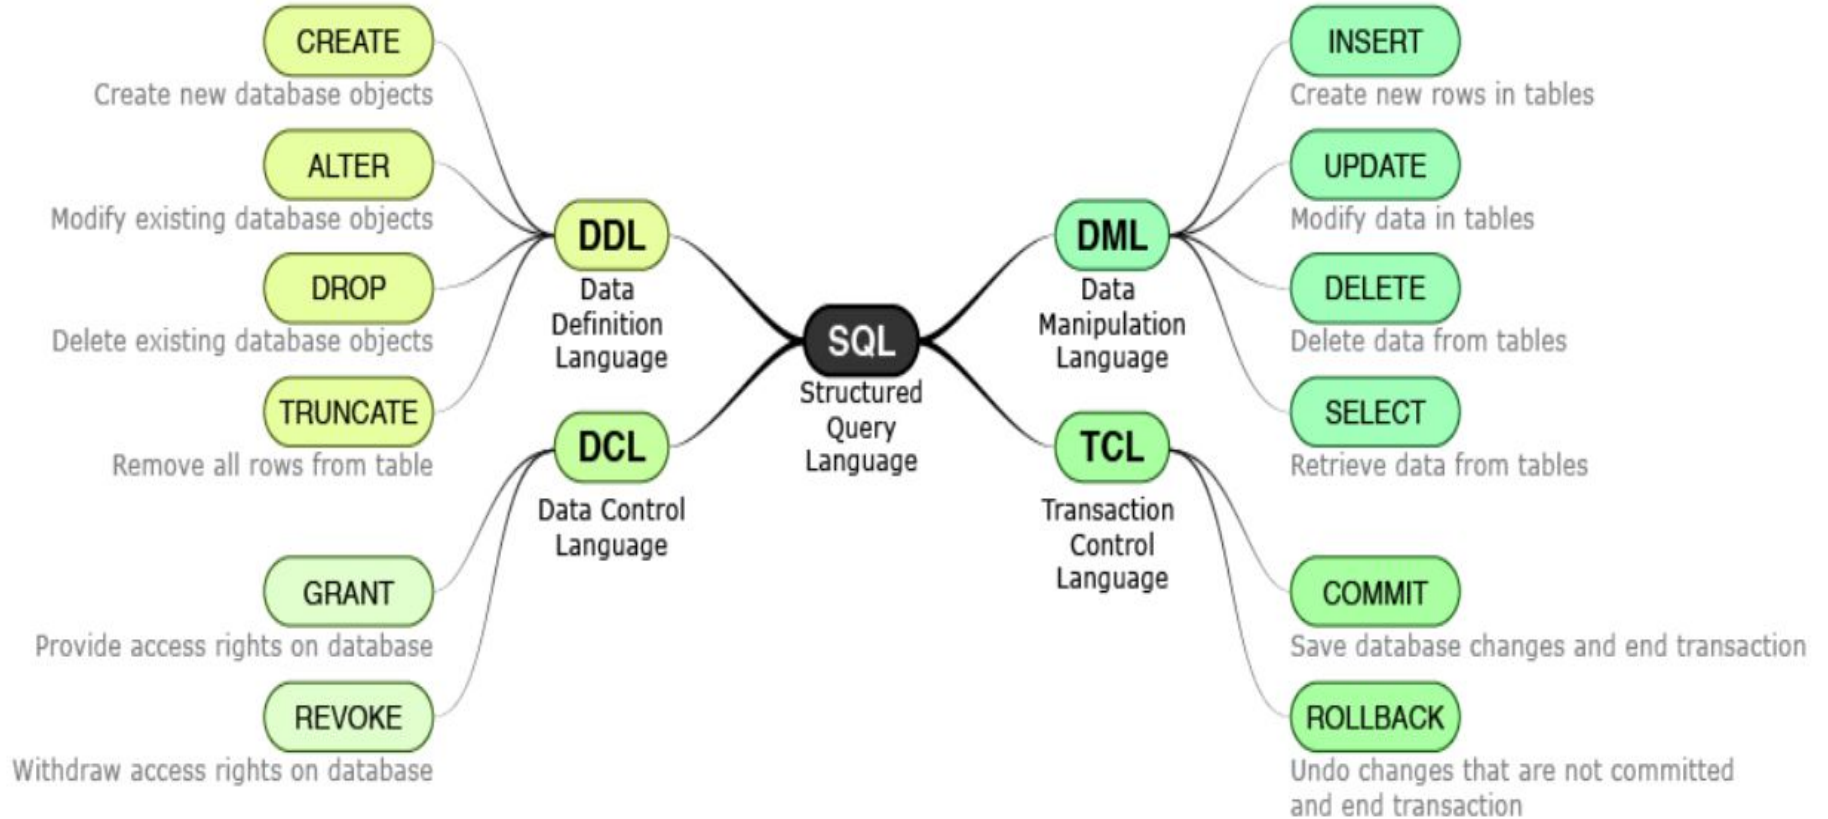 CREATE
Create new database objects
ALTER
Modify existing database objects
DROP
Delete existing database objects
TRUNCATE
Remove all rows from table
DDL
Data
Definition
Language
DCL
Data Control
Language
GRANT
Provide access rights on database
REVOKE
Withdraw access rights on database
SQL
Structured
Query
Language
DML
Data
Manipulation
Language
INSERT
Create new rows in tables
UPDATE
Modify data in tables
DELETE
Delete data from tables
SELECT
Retrieve data from tables
TCL
Transaction
Control
Language
COMMIT
Save database changes and end transaction
ROLLBACK
Undo changes that are not committed
and end transaction